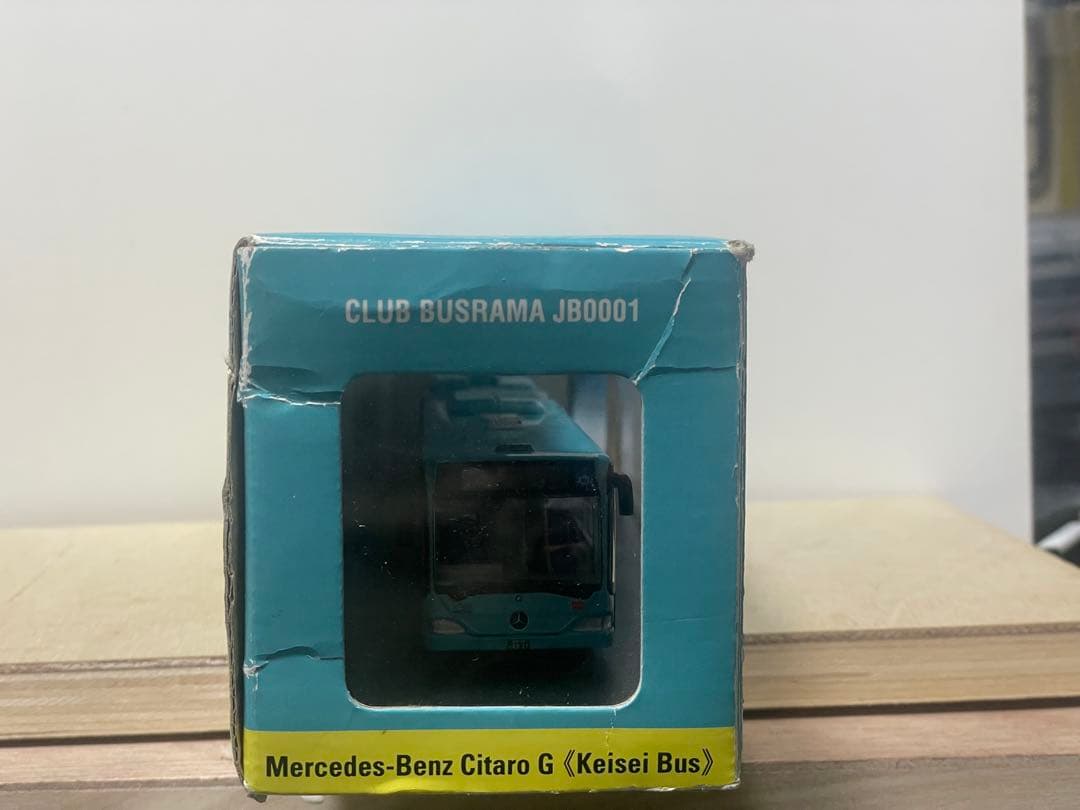 CLUB BUSRAMA JB0001
Mercedes-Benz Citaro G《Keisei Bus》